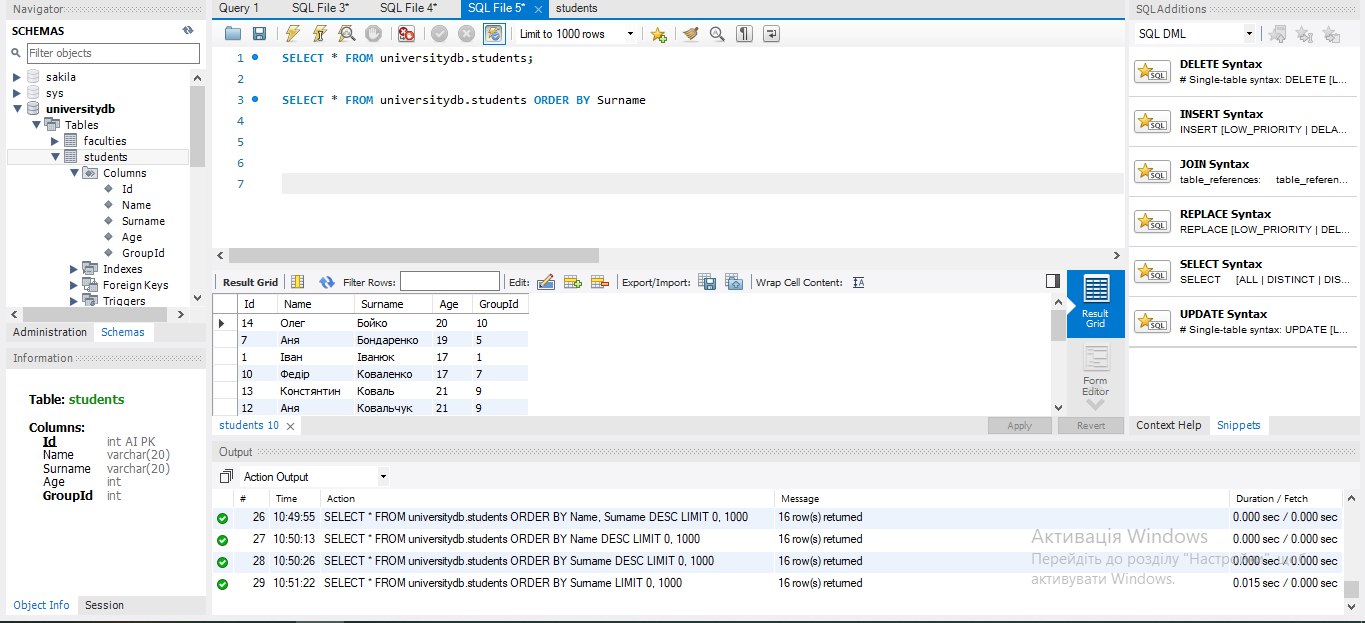 Navigator
Query 1
SQL File 3*
SQL File 4*
SQL File 5*
students
SQLAdditions
SCHEMAS
Filter objects
sakila
sys
universitydb
Tables
faculties
students
Columns
Id
Name
Surname
Age
GroupId
Indexes
Foreign Keys
Triggers
Administration Schemas
Information
Table: students
Columns:
Id int AI PK
Name varchar(20)
Surname varchar(20)
Age int
GroupId int
Object Info Session
Limit to 1000 rows
1 SELECT * FROM universitydb.students;
2
3 SELECT * FROM universitydb.students ORDER BY Surname
4
5
6
7
Result Grid Filter Rows: Edit: Export/Import: Wrap Cell Content:
Id Name Surname Age GroupId
14 Олег Бойко 20 10
7 Аня Бондаренко 19 5
1 Іван Іванюк 17 1
10 Федір Коваленко 17 7
13 Констянтин Коваль 21 9
12 Аня Ковальчук 21 9
Result
Grid
Form
Editor
students 10
Apply Revert
Output
Action Output
# Time Action Message Duration / Fetch
26 10:49:55 SELECT * FROM universitydb.students ORDER BY Name, Surname DESC LIMIT 0, 1000 16 row(s) returned 0.000 sec / 0.000 sec
27 10:50:13 SELECT * FROM universitydb.students ORDER BY Name DESC LIMIT 0, 1000 16 row(s) returned 0.000 sec / 0.000 sec
28 10:50:26 SELECT * FROM universitydb.students ORDER BY Surname DESC LIMIT 0, 1000 16 row(s) returned 0.000 sec / 0.000 sec
29 10:51:22 SELECT * FROM universitydb.students ORDER BY Surname LIMIT 0, 1000 16 row(s) returned 0.015 sec / 0.000 sec
SQL DML
SQL
DELETE Syntax
# Single-table syntax: DELETE [L...
SQL
INSERT Syntax
INSERT [LOW_PRIORITY | DELA...
SQL
JOIN Syntax
table_references: table_referen...
SQL
REPLACE Syntax
REPLACE [LOW_PRIORITY | DEL...
SQL
SELECT Syntax
SELECT [ALL | DISTINCT | DIS...
SQL
UPDATE Syntax
# Single-table syntax: UPDATE [L...
Context Help Snippets
Активація Windows
Перейдіть до розділу "Настройки", щоб
активувати Windows.